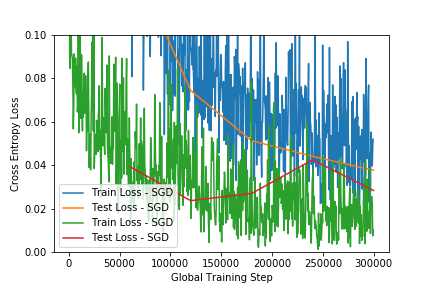 0.10
0.08
0.06
0.04
0.02
0.00
Cross Entropy Loss
Train Loss - SGD
Test Loss - SGD
Train Loss - SGD
Test Loss - SGD
0 50000 100000 150000 200000 250000 300000
Global Training Step